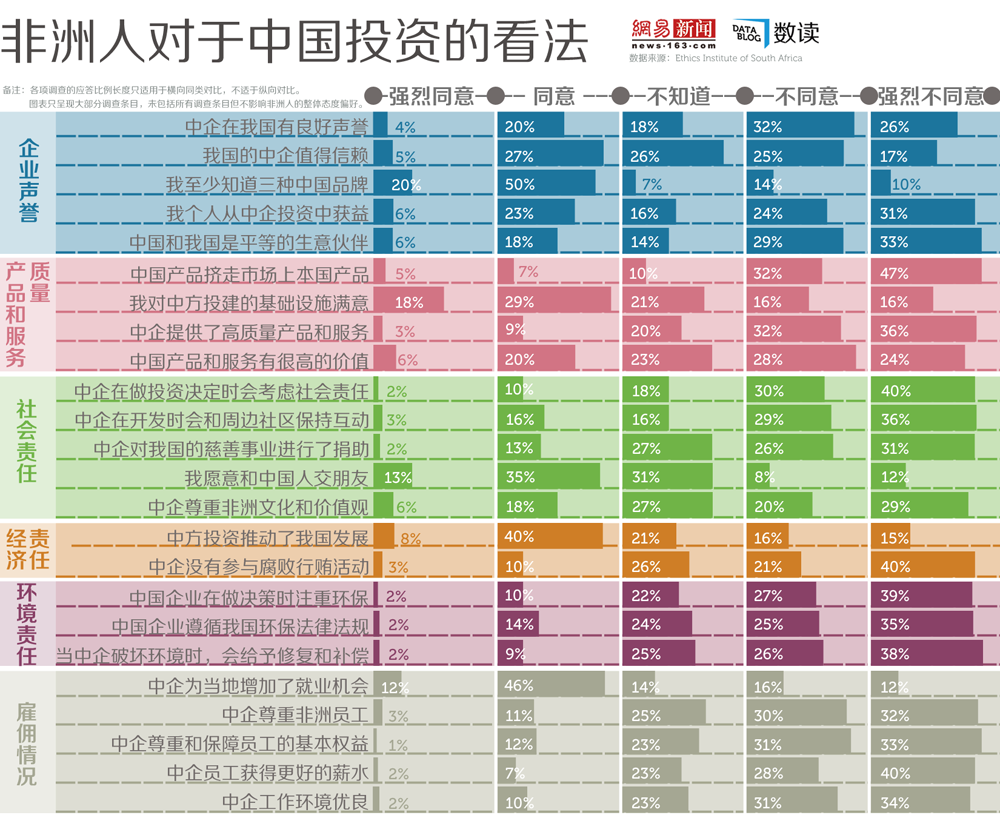 非洲人对于中国投资的看法
網易 新闻
news·163·com
DATA BLOG 数读
数据来源：Ethics Institute of South Africa
备注：各项调查的应答比例长度只适用于横向同类对比，不适于纵向对比。
图表只呈现大部分调查条目，未包括所有调查条目但不影响非洲人的整体态度偏好。
强烈同意 同意 不知道 不同意 强烈不同意
企业声誉
中企在我国有良好声誉 4% 20% 18% 32% 26%
我国的中企值得信赖 5% 27% 26% 25% 17%
我至少知道三种中国品牌 20% 50% 7% 14% 10%
我个人从中企投资中获益 6% 23% 16% 24% 31%
中国和我国是平等的生意伙伴 6% 18% 14% 29% 33%
质量
产品和服务
中国产品挤走市场上本国产品 5% 7% 10% 32% 47%
我对中方投建的基础设施满意 18% 29% 21% 16% 16%
中企提供了高质量产品和服务 3% 9% 20% 32% 36%
中国产品和服务有很高的价值 6% 20% 23% 28% 24%
社会责任
中企在做投资决定时会考虑社会责任 2% 10% 18% 30% 40%
中企在开发时会和周边社区保持互动 3% 16% 16% 29% 36%
中企对我国的慈善事业进行了捐助 2% 13% 27% 26% 31%
我愿意和中国人交朋友 13% 35% 31% 8% 12%
中企尊重非洲文化和价值观 6% 18% 27% 20% 29%
经济责任
中方投资推动了我国发展 8% 40% 21% 16% 15%
中企没有参与腐败行贿活动 3% 10% 26% 21% 40%
环境责任
中国企业在做决策时注重环保 2% 10% 22% 27% 39%
中国企业遵循我国环保法律法规 2% 14% 24% 25% 35%
当中企破坏环境时，会给予修复和补偿 2% 9% 25% 26% 38%
雇佣情况
中企为当地增加了就业机会 12% 46% 14% 16% 12%
中企尊重非洲员工 3% 11% 25% 30% 32%
中企尊重和保障员工的基本权益 1% 12% 23% 31% 33%
中企员工获得更好的薪水 2% 7% 23% 28% 40%
中企工作环境优良 2% 10% 23% 31% 34%